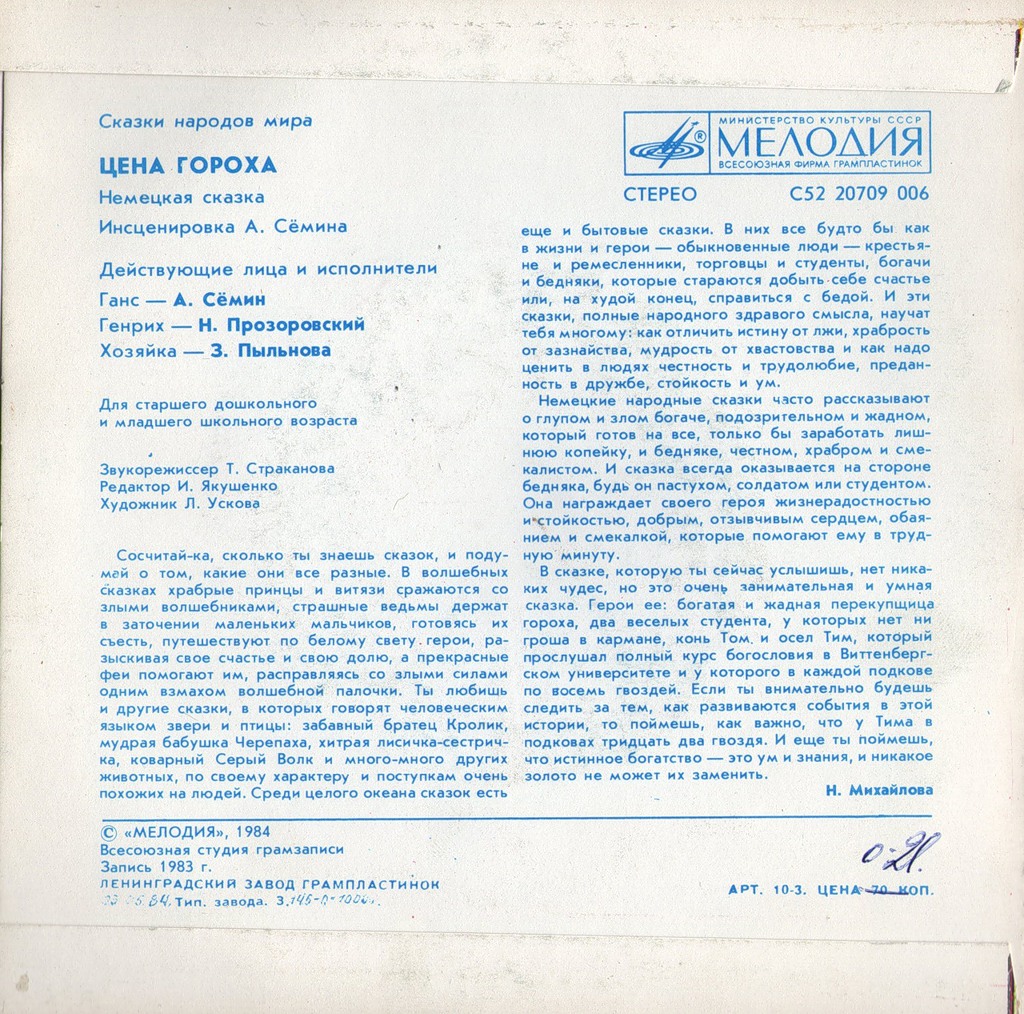 Сказки народов мира
ЦЕНА ГОРОХА
Немецкая сказка
Инсценировка А. Сёмина
Действующие лица и исполнители
Ганс — А. Сёмин
Генрих — Н. Прозоровский
Хозяйка — З. Пыльнова
Для старшего дошкольного
и младшего школьного возраста
Звукорежиссер Т. Страканова
Редактор И. Якушенко
Художник Л. Ускова
Сосчитай-ка, сколько ты знаешь сказок, и поду-
май о том, какие они все разные. В волшебных
сказках храбрые принцы и витязи сражаются со
злыми волшебниками, страшные ведьмы держат
в заточении маленьких мальчиков, готовясь их
съесть, путешествуют по белому свету герои, ра-
зыскивая свое счастье и свою долю, а прекрасные
феи помогают им, расправляясь со злыми силами
одним взмахом волшебной палочки. Ты любишь
и другие сказки, в которых говорят человеческим
языком звери и птицы: забавный братец Кролик,
мудрая бабушка Черепаха, хитрая лисичка-сестрич-
ка, коварный Серый Волк и много-много других
животных, по своему характеру и поступкам очень
похожих на людей. Среди целого океана сказок есть
МИНИСТЕРСТВО КУЛЬТУРЫ СССР
МЕЛОДИЯ
ВСЕСОЮЗНАЯ ФИРМА ГРАМПЛАСТИНОК
СТЕРЕО С52 20709 006
еще и бытовые сказки. В них все будто бы как
в жизни и герои — обыкновенные люди — крестья-
не и ремесленники, торговцы и студенты, богачи
и бедняки, которые стараются добыть себе счастье
или, на худой конец, справиться с бедой. И эти
сказки, полные народного здравого смысла, научат
тебя многому: как отличить истину от лжи, храбрость
от зазнайства, мудрость от хвастовства и как надо
ценить в людях честность и трудолюбие, предан-
ность в дружбе, стойкость и ум.
Немецкие народные сказки часто рассказывают
о глупом и злом богаче, подозрительном и жадном,
который готов на все, только бы заработать лиш-
нюю копейку, и бедняке, честном, храбром и сме-
калистом. И сказка всегда оказывается на стороне
бедняка, будь он пастухом, солдатом или студентом.
Она награждает своего героя жизнерадостностью
и стойкостью, добрым, отзывчивым сердцем, обая-
нием и смекалкой, которые помогают ему в труд-
ную минуту.
В сказке, которую ты сейчас услышишь, нет ника-
ких чудес, но это очень занимательная и умная
сказка. Герои ее: богатая и жадная перекупщица
гороха, два веселых студента, у которых нет ни
гроша в кармане, конь Том и осел Тим, который
прослушал полный курс богословия в Виттенберг-
ском университете и у которого в каждой подкове
по восемь гвоздей. Если ты внимательно будешь
следить за тем, как развиваются события в этой
истории, то поймешь, как важно, что у Тима в
подковах тридцать два гвоздя. И еще ты поймешь,
что истинное богатство — это ум и знания, и никакое
золото не может их заменить.
Н. Михайлова
© «МЕЛОДИЯ», 1984
Всесоюзная студия грамзаписи
Запись 1983 г.
ЛЕНИНГРАДСКИЙ ЗАВОД ГРАМПЛАСТИНОК
Тип. завода. З.
0-21.
АРТ. 10-3. ЦЕНА 70 КОП.